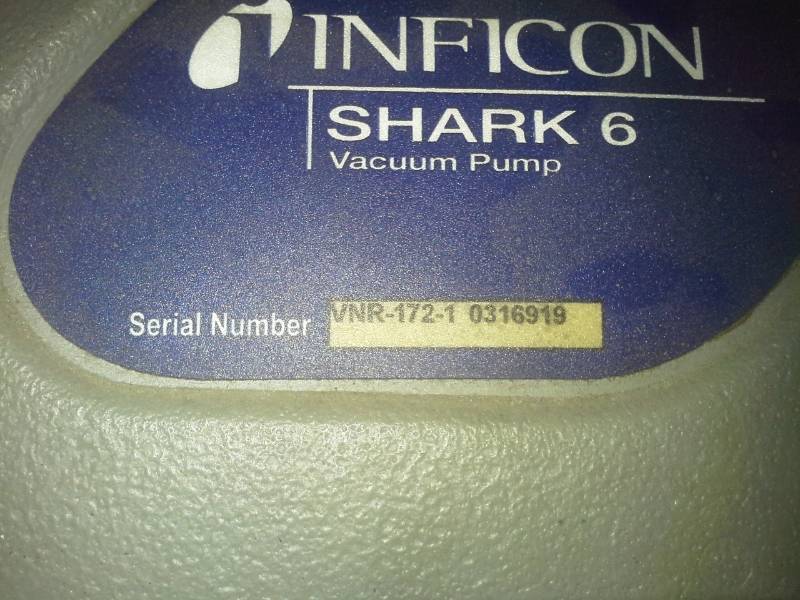 INFICON
SHARK 6
Vacuum Pump
Serial Number VNR-172-1 0316919